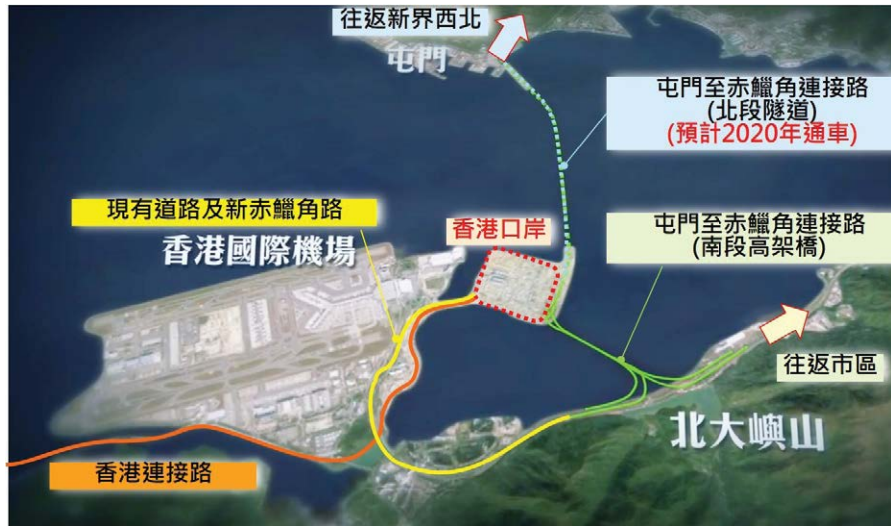 往返新界西北
屯門
屯門至赤鱲角連接路
(北段隧道)
(預計2020年通車)
現有道路及新赤鱲角路
香港國際機場
香港口岸
屯門至赤鱲角連接路
(南段高架橋)
往返市區
北大嶼山
香港連接路